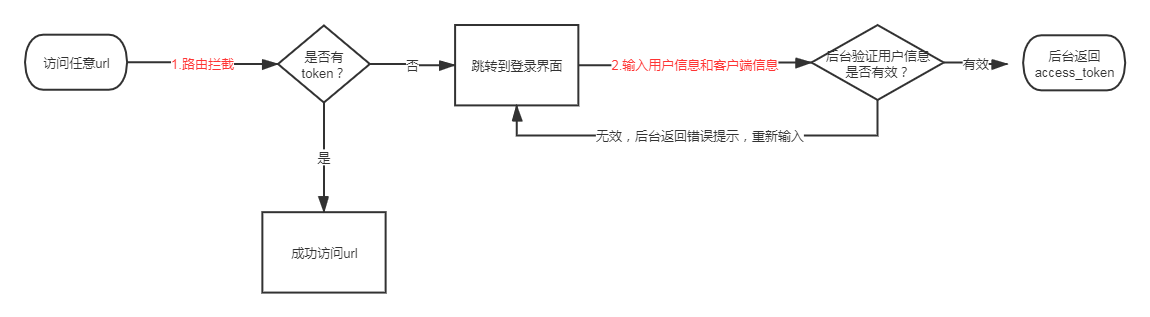 访问任意url
1.路由拦截
是否有
token？
否
跳转到登录界面
2.输入用户信息和客户端信息
后台验证用户信息
是否有效？
有效
后台返回
access_token
无效，后台返回错误提示，重新输入
是
成功访问url